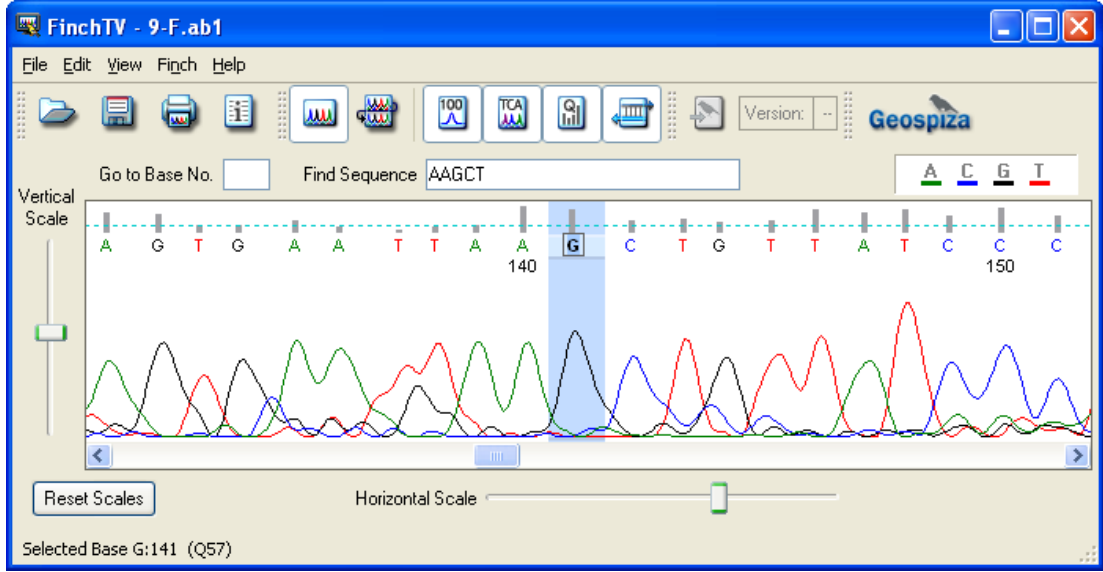 FinchTV - 9-F.ab1
File Edit View Finch Help
100 TCA Q Version: -- Geospiza
Go to Base No. Find Sequence AAGCT A C G T
Vertical
Scale
A G T G A A T T A A G C T G T T A T C C C
140 150
Reset Scales Horizontal Scale
Selected Base G:141 (Q57)